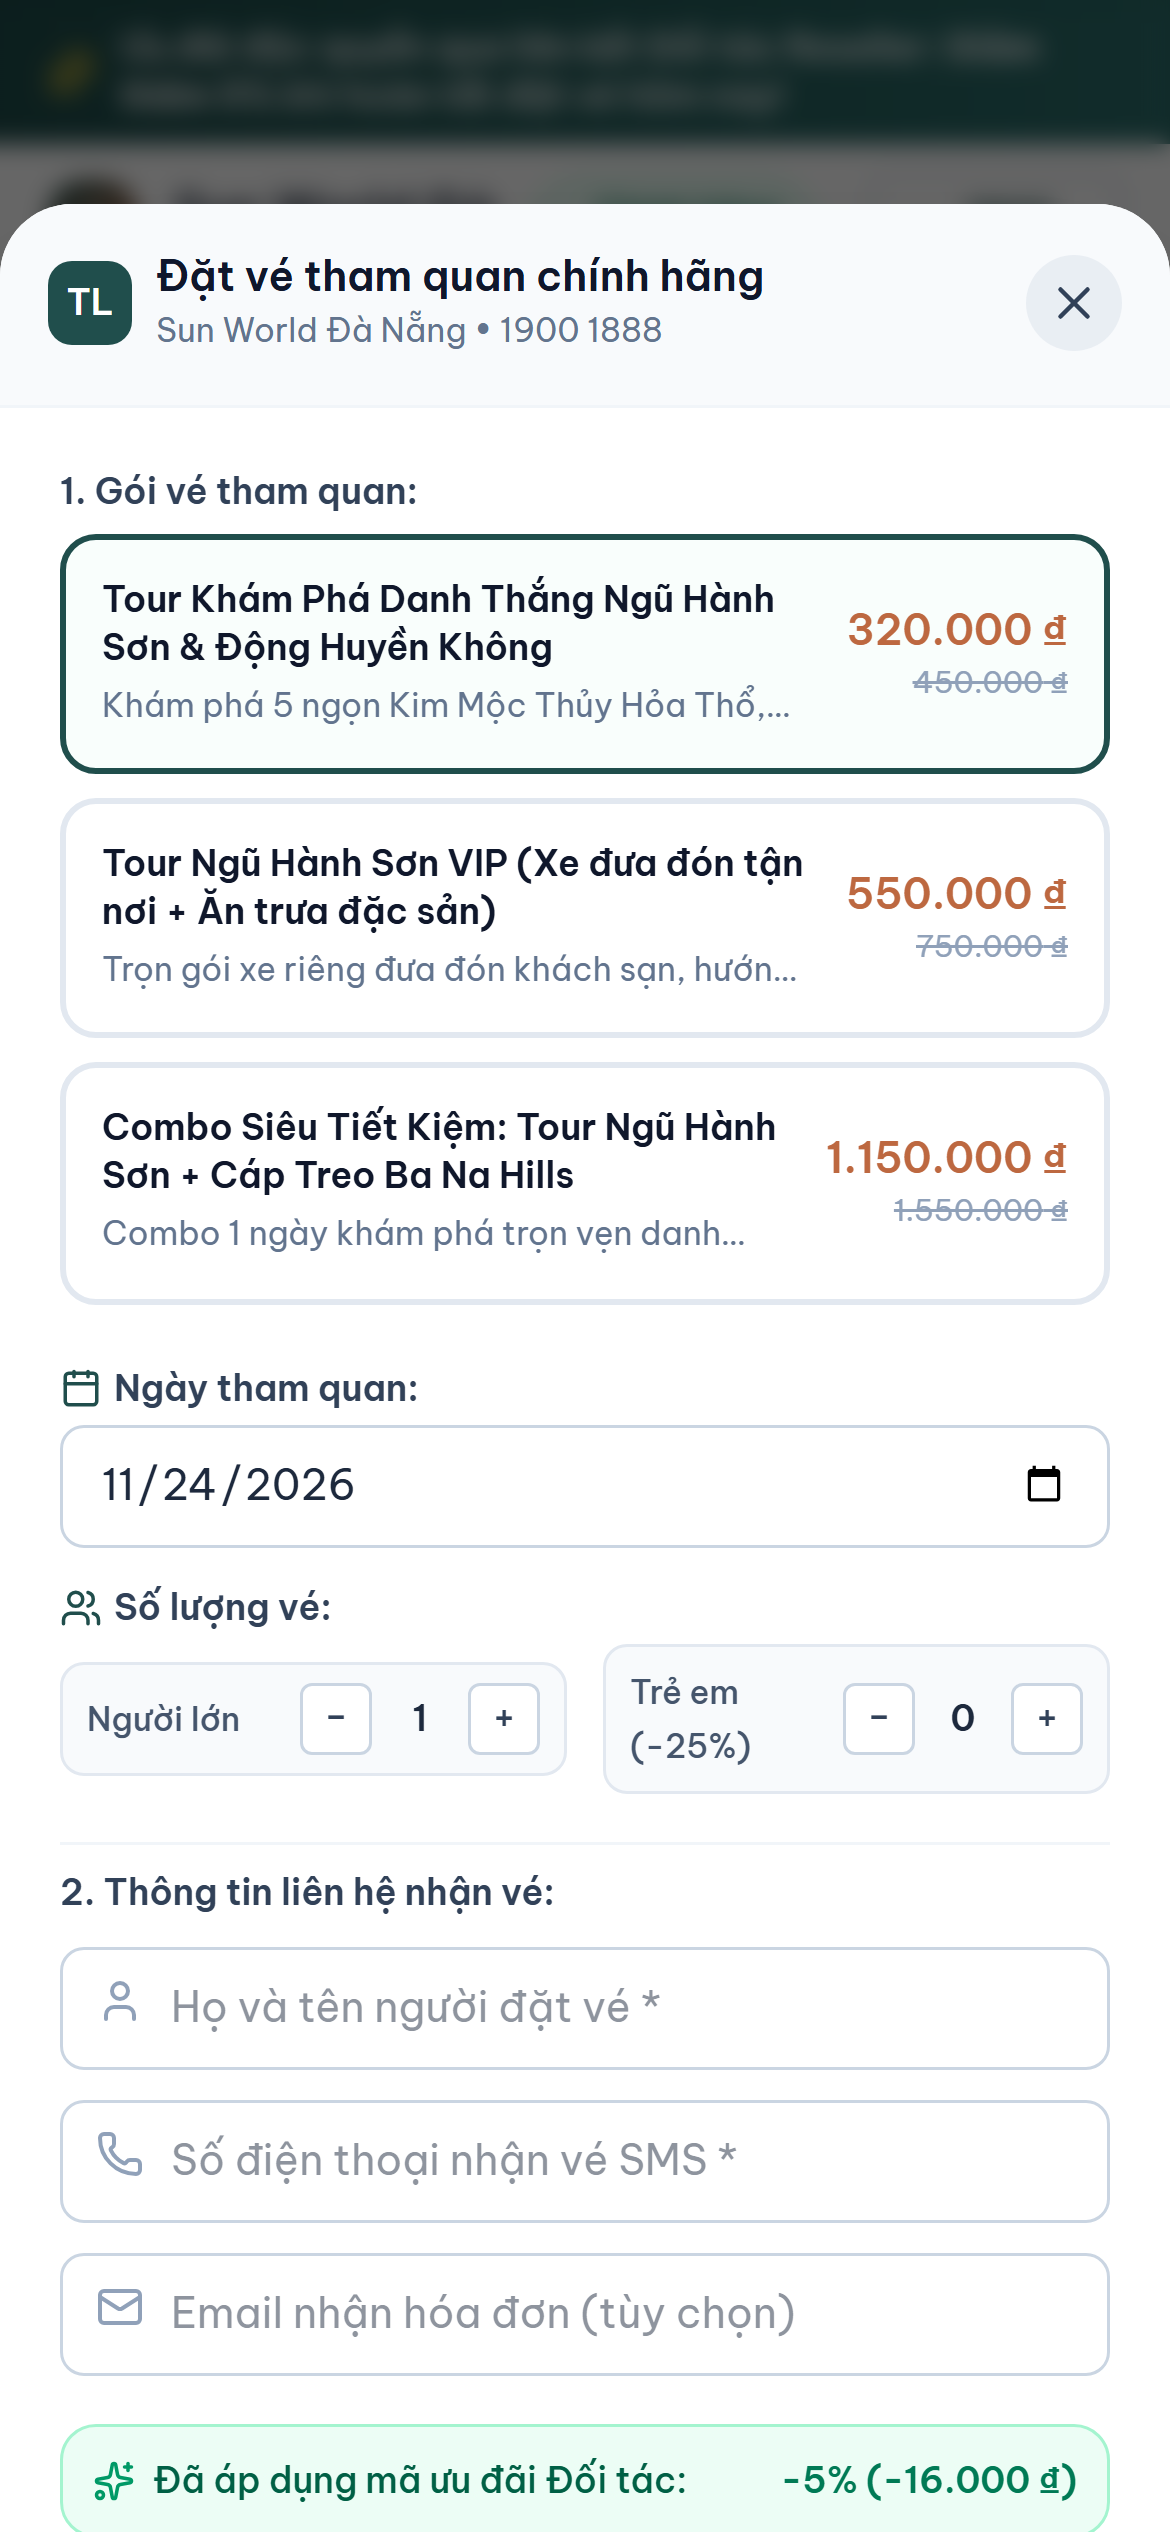 TL
Đặt vé tham quan chính hãng
Sun World Đà Nẵng • 1900 1888
1. Gói vé tham quan:
Tour Khám Phá Danh Thắng Ngũ Hành
Sơn & Động Huyền Không
Khám phá 5 ngọn Kim Mộc Thủy Hỏa Thổ,...
320.000 ₫
450.000 ₫
Tour Ngũ Hành Sơn VIP (Xe đưa đón tận
nơi + Ăn trưa đặc sản)
Trọn gói xe riêng đưa đón khách sạn, hướn...
550.000 ₫
750.000 ₫
Combo Siêu Tiết Kiệm: Tour Ngũ Hành
Sơn + Cáp Treo Ba Na Hills
Combo 1 ngày khám phá trọn vẹn danh...
1.150.000 ₫
1.550.000 ₫
Ngày tham quan:
11/24/2026
Số lượng vé:
Người lớn
− 1 +
Trẻ em
(-25%)
− 0 +
2. Thông tin liên hệ nhận vé:
Họ và tên người đặt vé *
Số điện thoại nhận vé SMS *
Email nhận hóa đơn (tùy chọn)
Đã áp dụng mã ưu đãi Đối tác: -5% (-16.000 ₫)